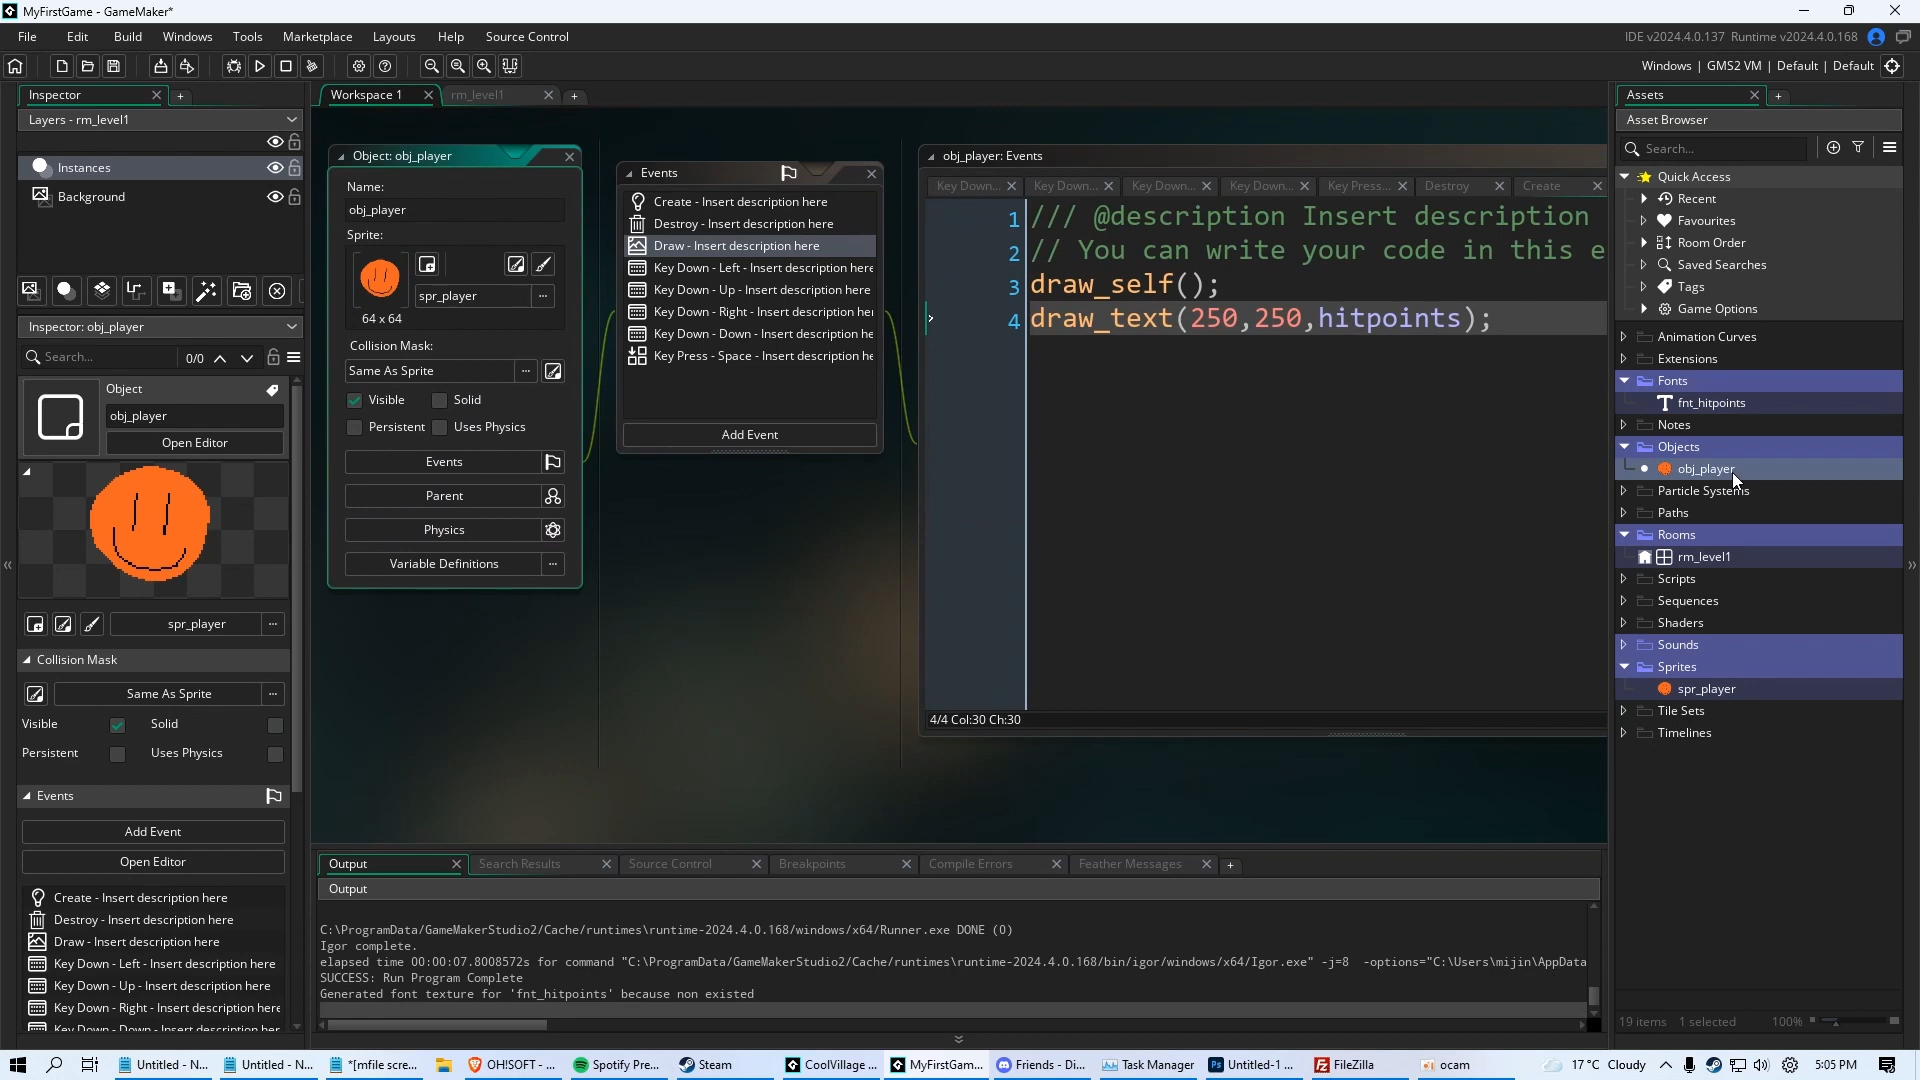 MyFirstGame - GameMaker*
File Edit Build Windows Tools Marketplace Layouts Help Source Control
IDE v2024.4.0.137 Runtime v2024.4.0.168
Windows | GMS2 VM | Default | Default
Inspector
Layers - rm_level1
Instances
Background
Inspector: obj_player
Search... 0/0
Object
obj_player
Open Editor
spr_player
Collision Mask
Same As Sprite
Visible Solid
Persistent Uses Physics
Events
Add Event
Open Editor
Create - Insert description here
Destroy - Insert description here
Draw - Insert description here
Key Down - Left - Insert description here
Key Down - Up - Insert description here
Key Down - Right - Insert description here
Key Down - Down - Insert description her
Workspace 1 rm_level1
Object: obj_player
Name:
obj_player
Sprite:
spr_player
64 x 64
Collision Mask:
Same As Sprite
Visible Solid
Persistent Uses Physics
Events
Parent
Physics
Variable Definitions
Events
Create - Insert description here
Destroy - Insert description here
Draw - Insert description here
Key Down - Left - Insert description here
Key Down - Up - Insert description here
Key Down - Right - Insert description her
Key Down - Down - Insert description he
Key Press - Space - Insert description he
Add Event
obj_player: Events
Key Down... Key Down... Key Down... Key Down... Key Press... Destroy Create
1 /// @description Insert description
2 // You can write your code in this e
3 draw_self();
4 draw_text(250,250,hitpoints);
4/4 Col:30 Ch:30
Output Search Results Source Control Breakpoints Compile Errors Feather Messages
Output
C:\ProgramData/GameMakerStudio2/Cache/runtimes\runtime-2024.4.0.168/windows/x64/Runner.exe DONE (0)
Igor complete.
elapsed time 00:00:07.8008572s for command "C:\ProgramData/GameMakerStudio2/Cache/runtimes\runtime-2024.4.0.168/bin/igor/windows/x64/Igor.exe" -j=8 -options="C:\Users\mijin\AppData
SUCCESS: Run Program Complete
Generated font texture for 'fnt_hitpoints' because non existed
Assets
Asset Browser
Search...
Quick Access
Recent
Favourites
Room Order
Saved Searches
Tags
Game Options
Animation Curves
Extensions
Fonts
fnt_hitpoints
Notes
Objects
obj_player
Particle Systems
Paths
Rooms
rm_level1
Scripts
Sequences
Shaders
Sounds
Sprites
spr_player
Tile Sets
Timelines
19 items 1 selected 100%
Untitled - N... Untitled - N... *[mfile scre... OH!SOFT - ... Spotify Pre... Steam CoolVillage ... MyFirstGam... Friends - Di... Task Manager Untitled-1 ... FileZilla ocam 17°C Cloudy 5:05 PM